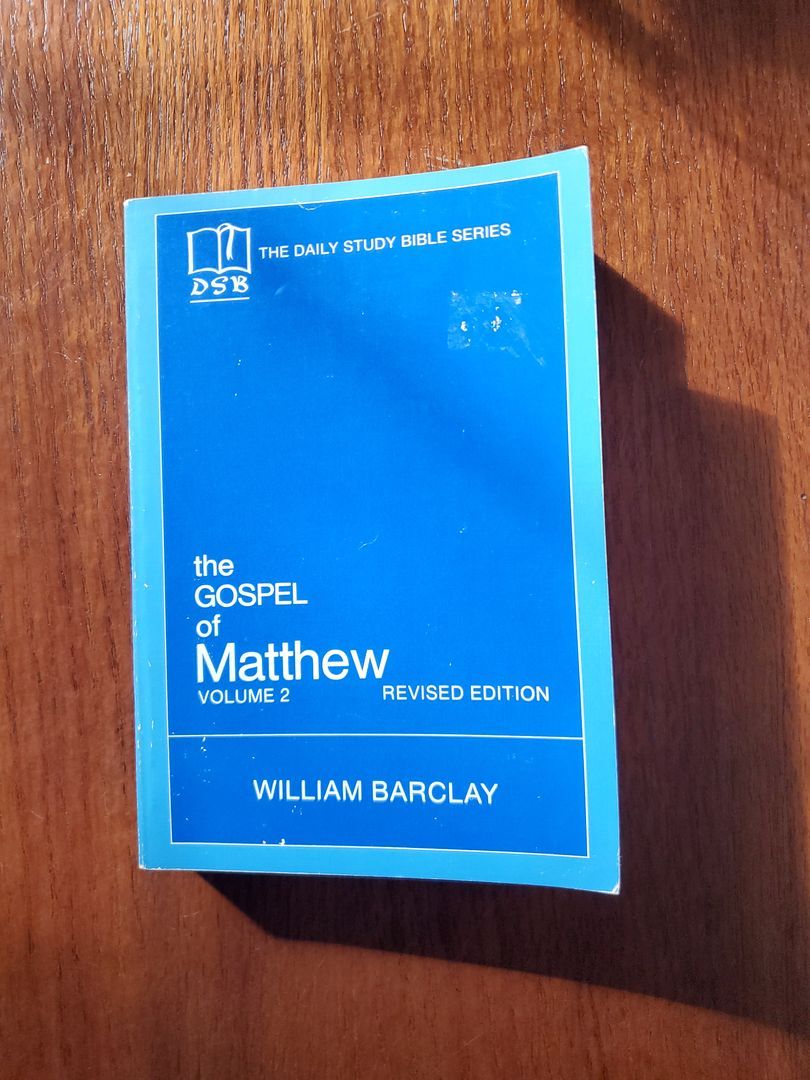 DSB
THE DAILY STUDY BIBLE SERIES
the
GOSPEL
of
Matthew
VOLUME 2 REVISED EDITION
WILLIAM BARCLAY